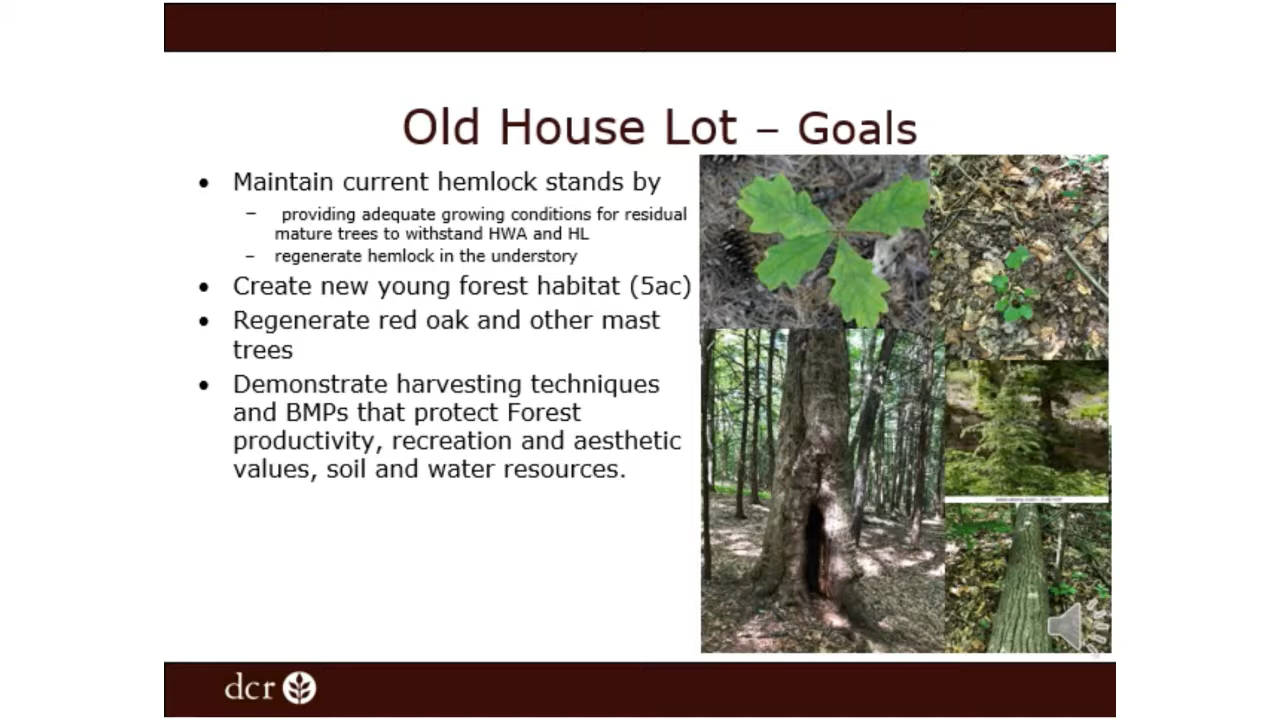 Old House Lot – Goals
• Maintain current hemlock stands by
– providing adequate growing conditions for residual
mature trees to withstand HWA and HL
– regenerate hemlock in the understory
• Create new young forest habitat (5ac)
• Regenerate red oak and other mast
trees
• Demonstrate harvesting techniques
and BMPs that protect Forest
productivity, recreation and aesthetic
values, soil and water resources.
dcr